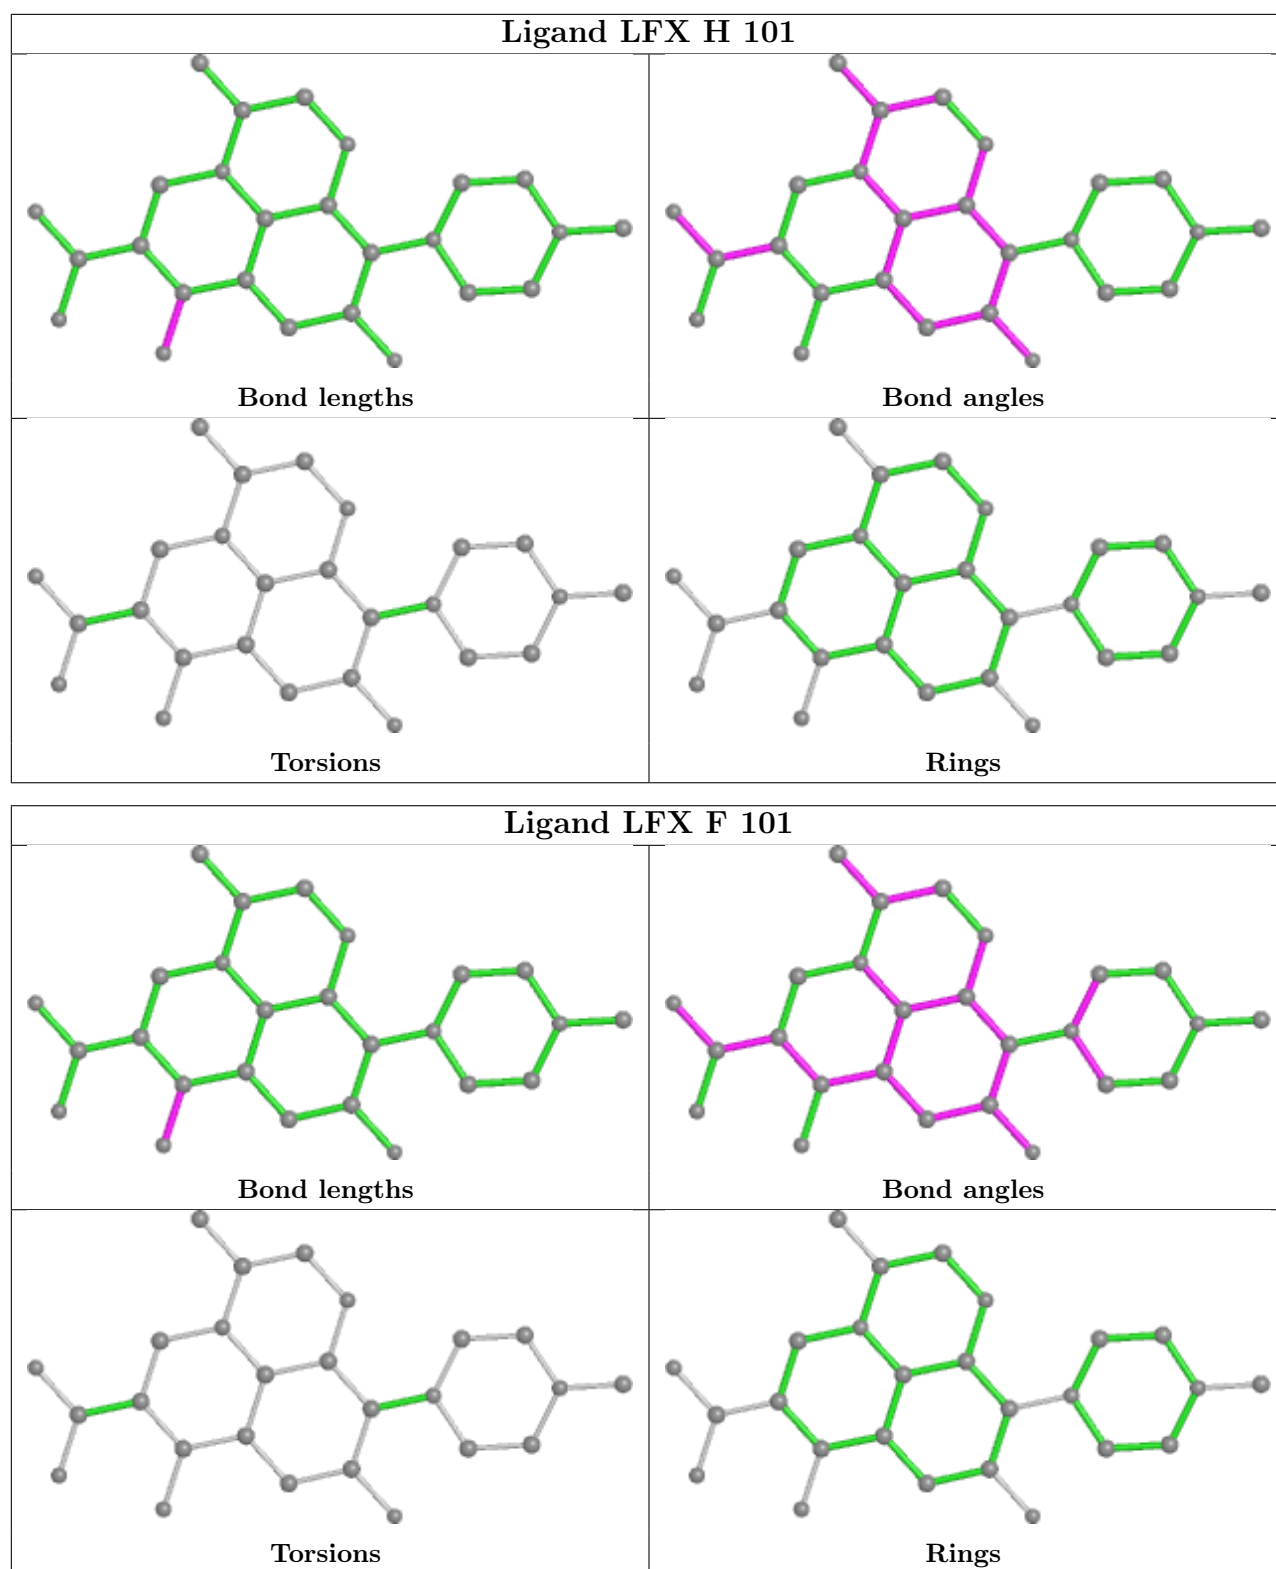 Ligand LFX H 101
Bond lengths
Bond angles
Torsions
Rings
Ligand LFX F 101
Bond lengths
Bond angles
Torsions
Rings